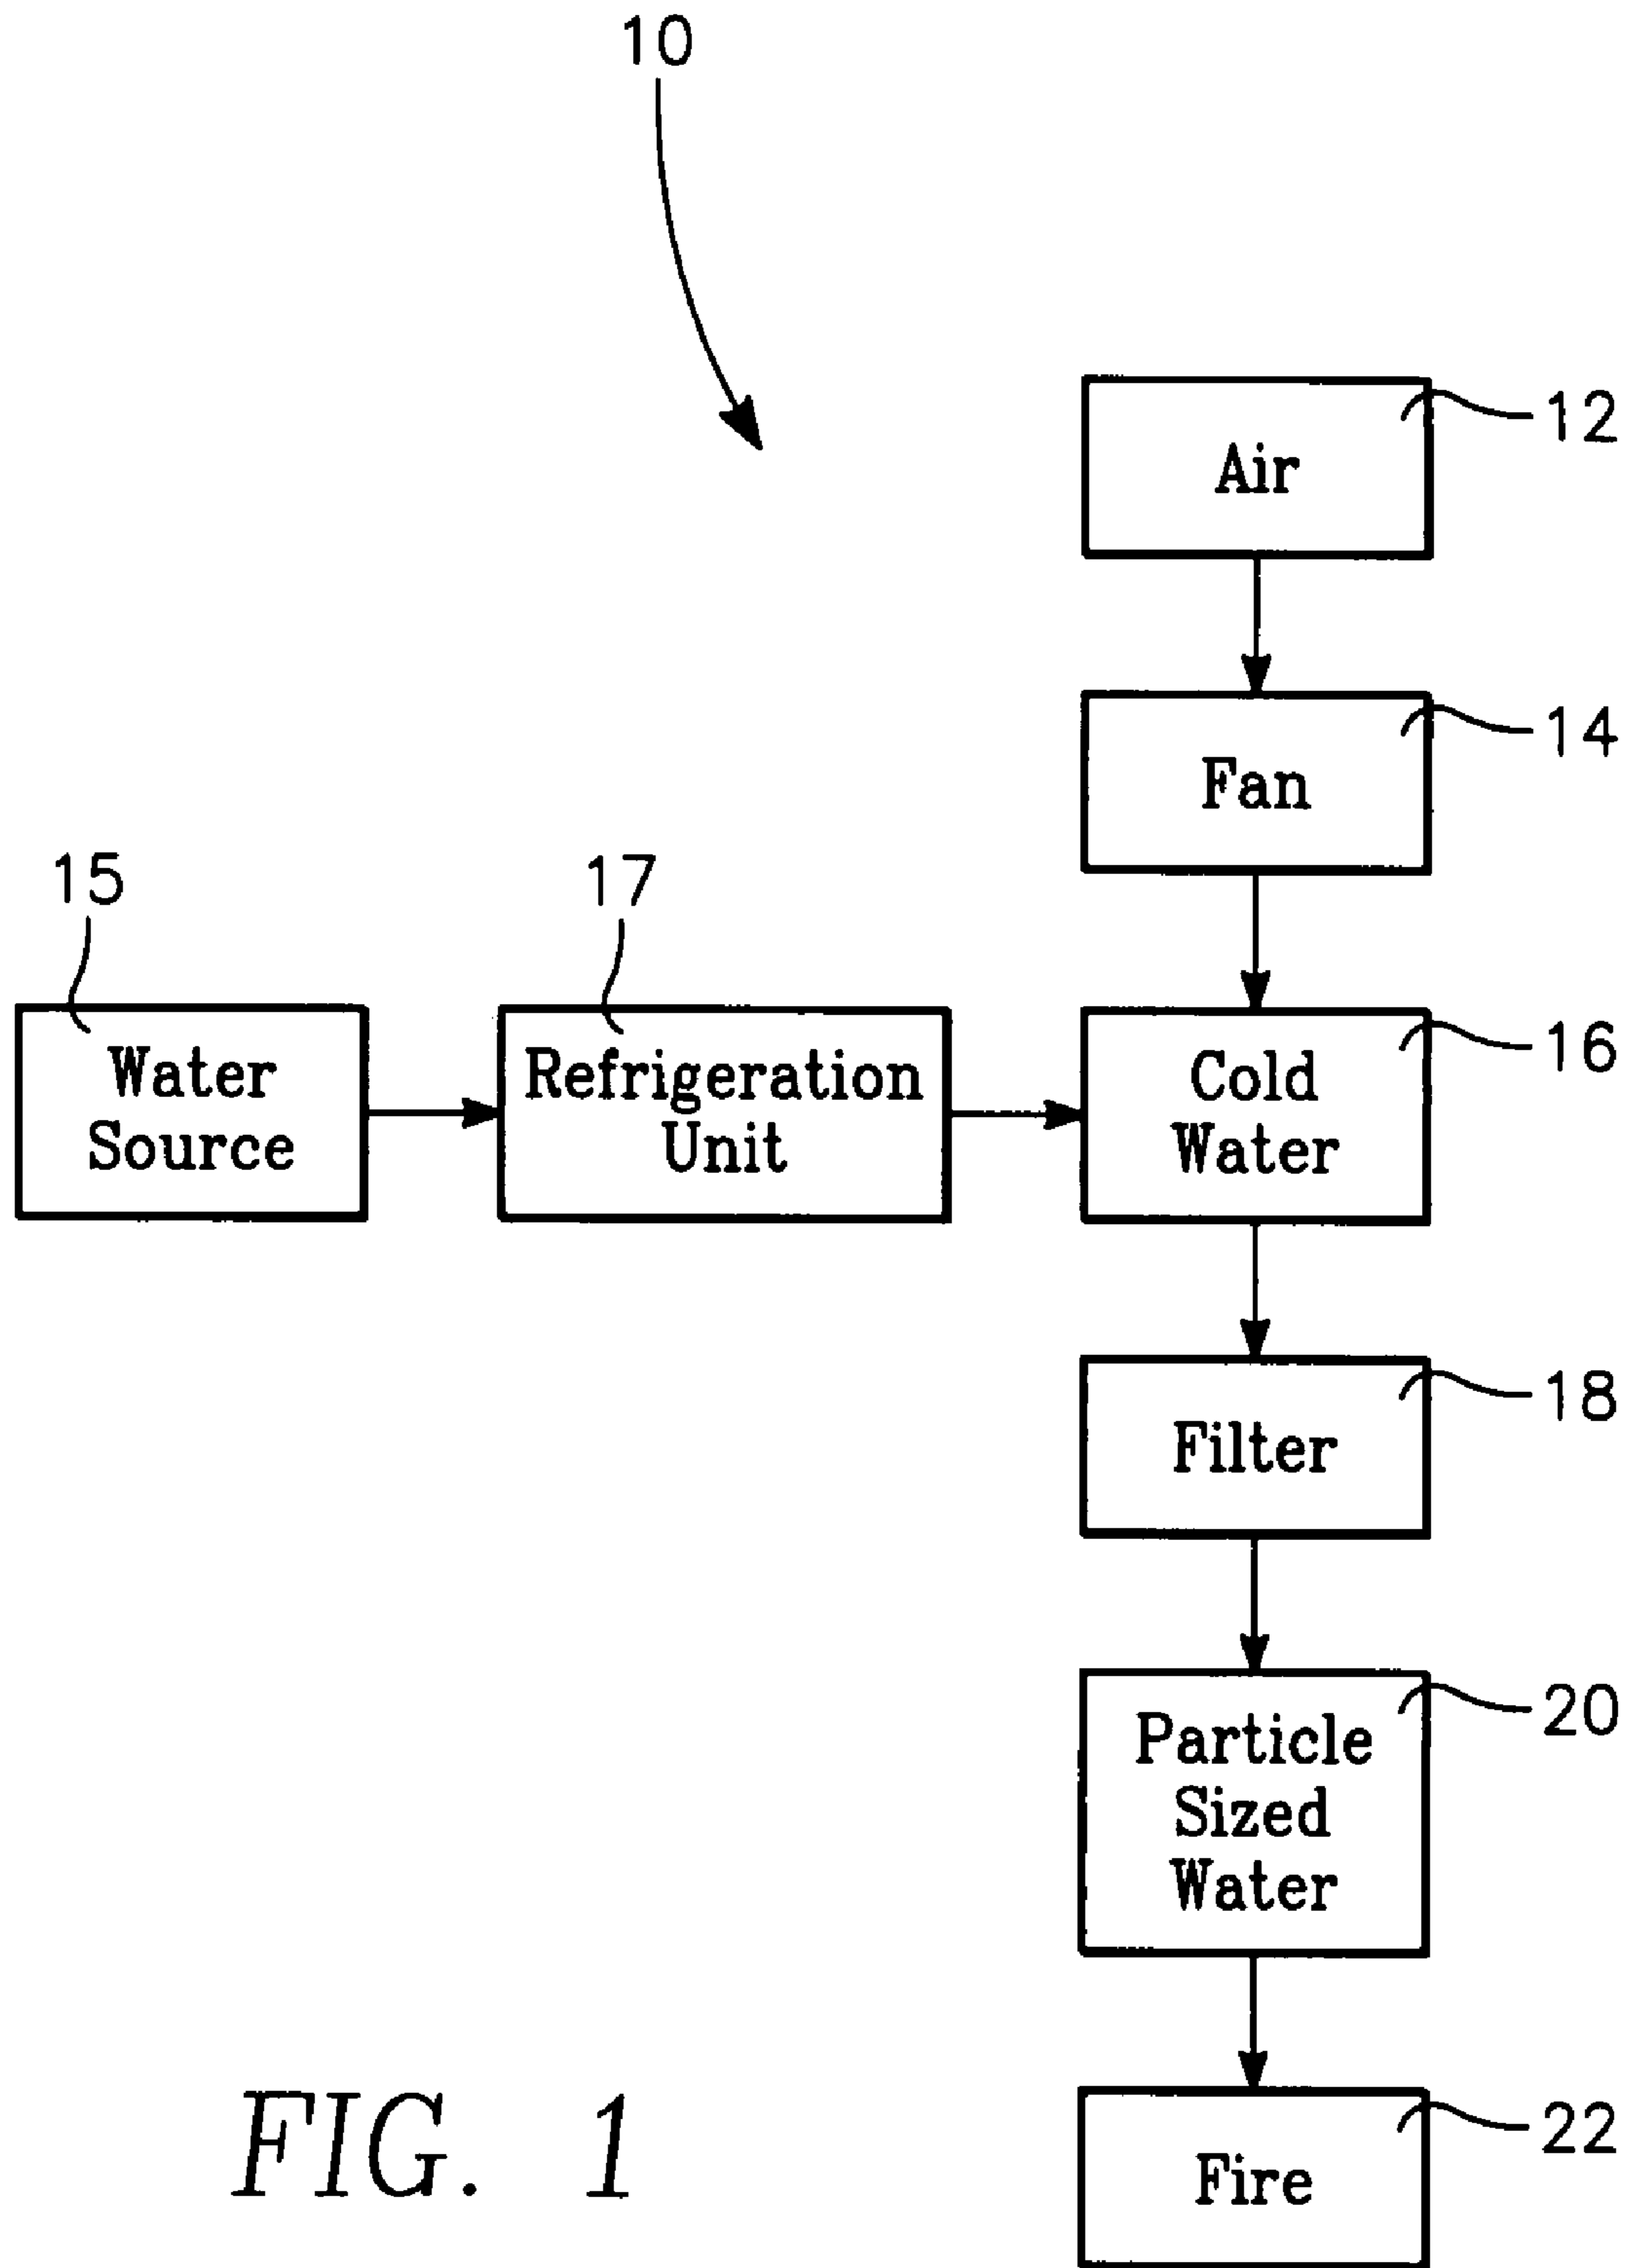 10
12
Air
14
Fan
15
17
16
Water
Source
Refrigeration
Unit
Cold
Water
18
Filter
20
Particle
Sized
Water
22
Fire
FIG. 1